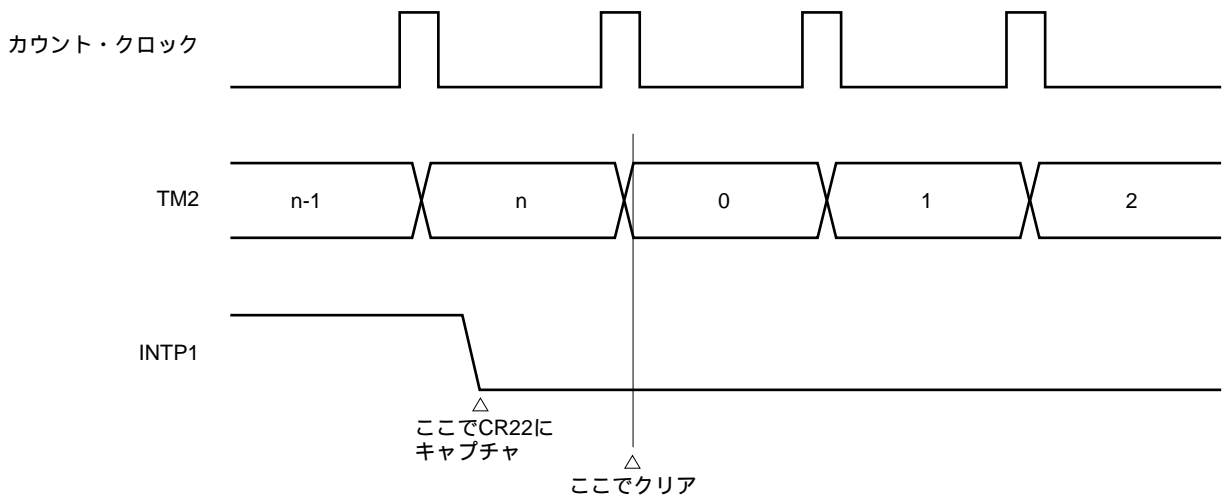 カウント・クロック
TM2
n-1
n
0
1
2
INTP1
△
ここでCR22に
キャプチャ
△
ここでクリア